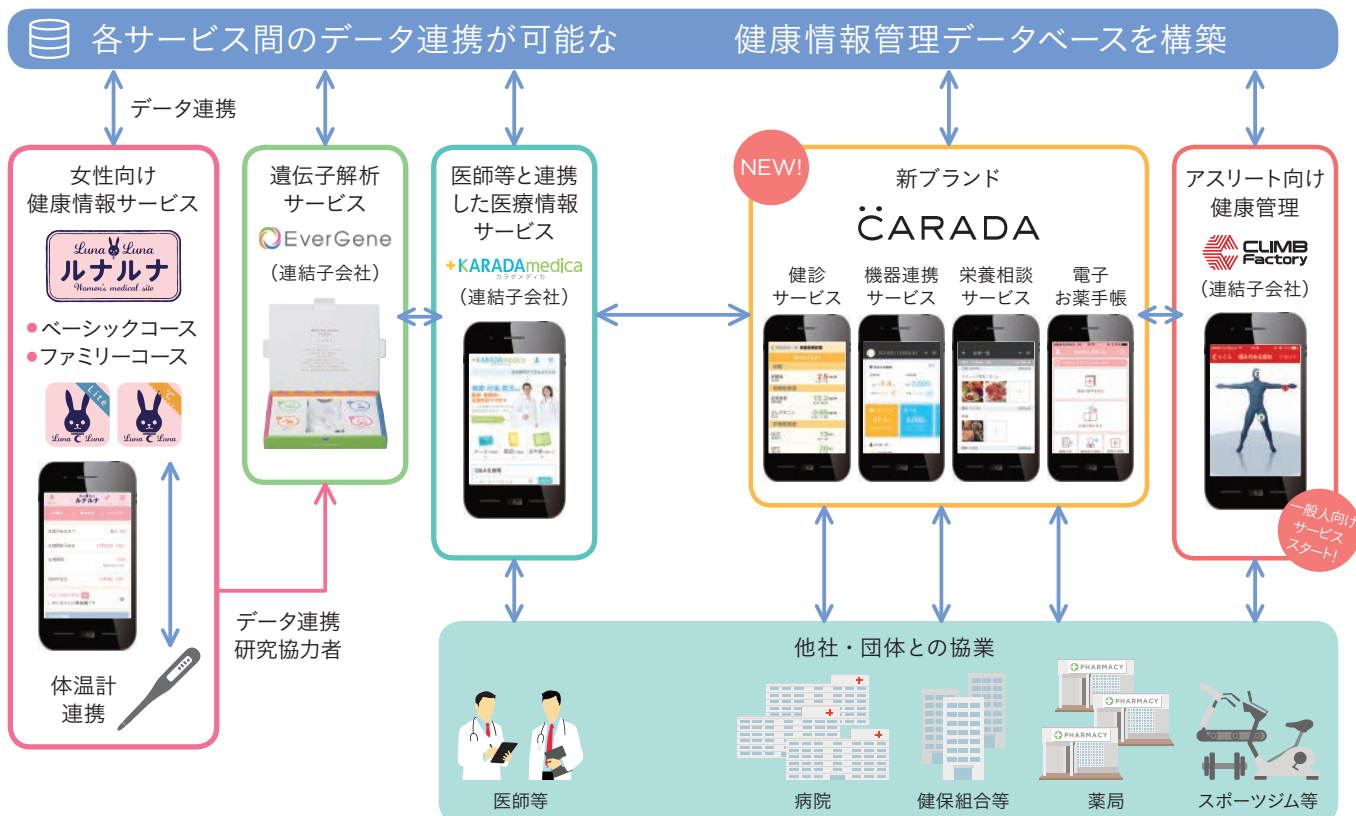 各サービス間のデータ連携が可能な 健康情報管理データベースを構築
データ連携
女性向け
健康情報サービス
Luna Luna
ルナルナ
Women's medical site
●ベーシックコース
●ファミリーコース
Lite
Luna Luna
Luna Luna
ルナルナ
体温計
連携
遺伝子解析
サービス
EverGene
(連結子会社)
データ連携
研究協力者
医師等と連携
した医療情報
サービス
KARADAmedica
カラダメディカ
(連結子会社)
KARADAmedica
NEW!
新ブランド
CARADA
健診
サービス
機器連携
サービス
栄養相談
サービス
電子
お薬手帳
アスリート向け
健康管理
CLIMB
Factory
(連結子会社)
一般人向け
サービス
スタート!
他社・団体との協業
PHARMACY
PHARMACY
PHARMACY
医師等
病院
健保組合等
薬局
スポーツジム等